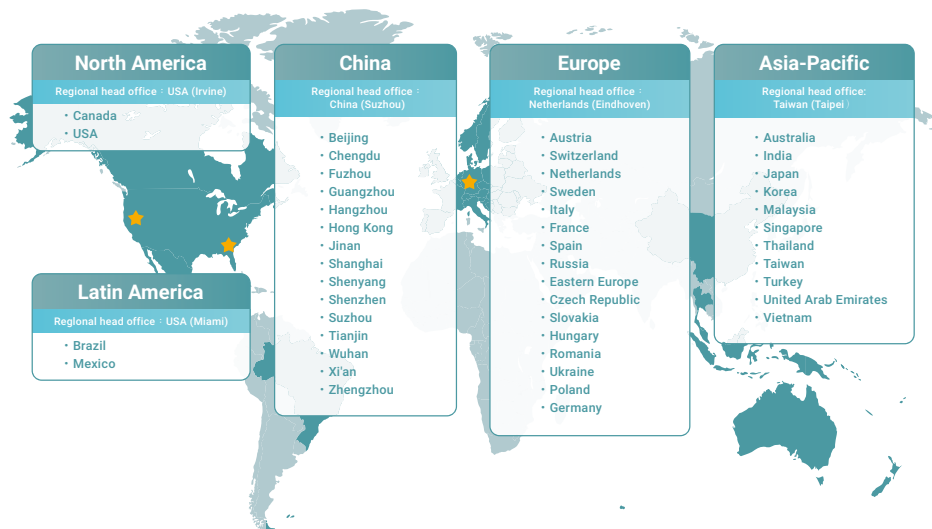 North America
Regional head office : USA (Irvine)
・Canada
・USA
Latin America
Regional head office : USA (Miami)
・Brazil
・Mexico
China
Regional head office :
China (Suzhou)
・Beijing
・Chengdu
・Fuzhou
・Guangzhou
・Hangzhou
・Hong Kong
・Jinan
・Shanghai
・Shenyang
・Shenzhen
・Suzhou
・Tianjin
・Wuhan
・Xi'an
・Zhengzhou
Europe
Regional head office :
Netherlands (Eindhoven)
・Austria
・Switzerland
・Netherlands
・Sweden
・Italy
・France
・Spain
・Russia
・Eastern Europe
・Czech Republic
・Slovakia
・Hungary
・Romania
・Ukraine
・Poland
・Germany
Asia-Pacific
Regional head office:
Taiwan (Taipei）
・Australia
・India
・Japan
・Korea
・Malaysia
・Singapore
・Thailand
・Taiwan
・Turkey
・United Arab Emirates
・Vietnam